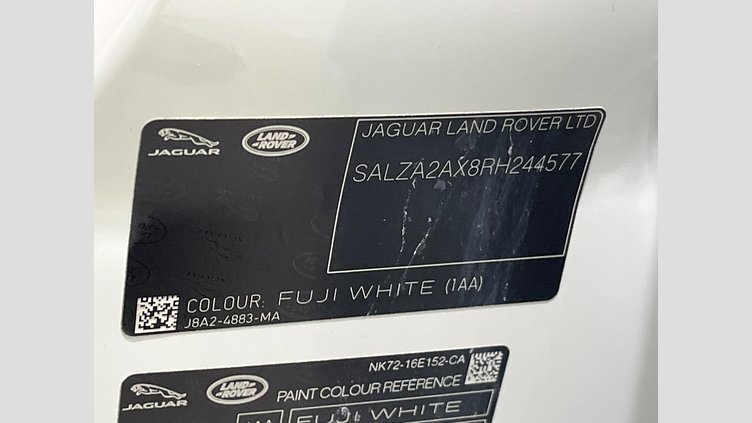 JAGUAR
LAND ROVER
JAGUAR LAND ROVER LTD
SALZA2AX8RH244577
COLOUR: FUJI WHITE (1AA)
J8A2-4883-MA
NK72-16E152-CA
JAGUAR
LAND ROVER
PAINT COLOUR REFERENCE
FUJI WHITE